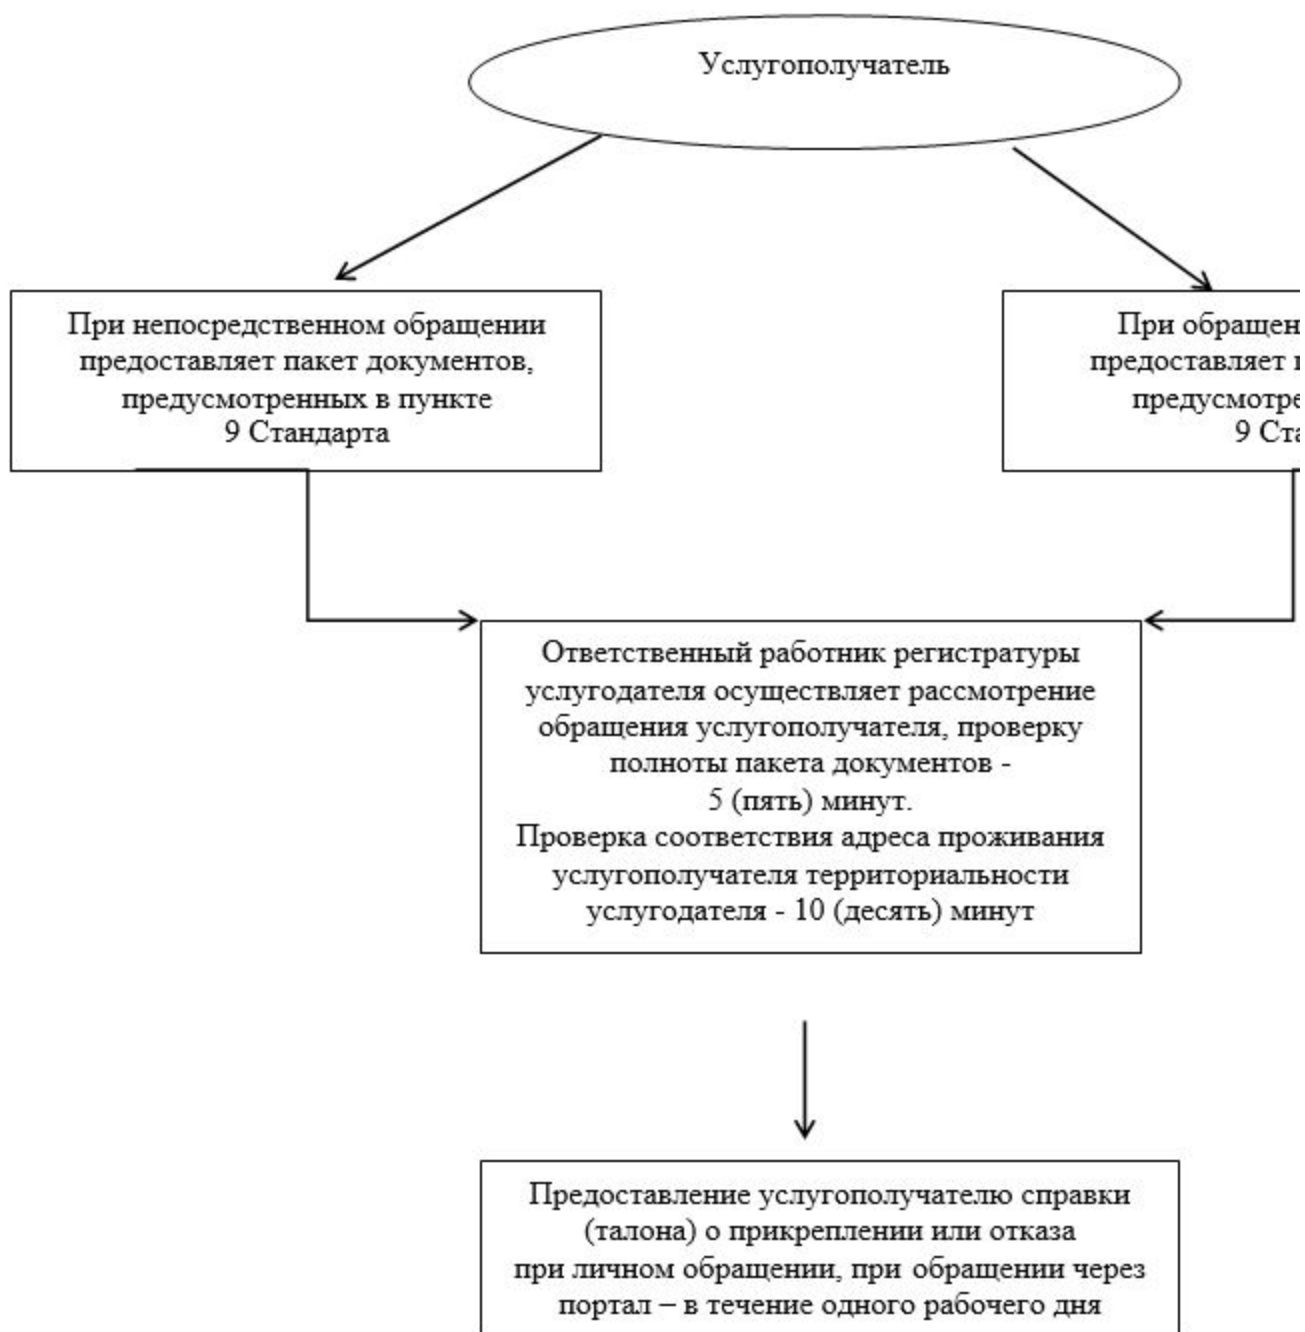 Услугополучатель
При непосредственном обращении
предоставляет пакет документов,
предусмотренных в пункте
9 Стандарта
При
предоставляет
9
Ответственный работник регистратуры
услугодателя осуществляет рассмотрение
обращения услугополучателя, проверку
полноты пакета документов -
5 (пять) минут.
Проверка соответствия адреса проживания
услугополучателя территориальности
услугодателя - 10 (десять) минут
Предоставление услугополучателю справки
(талона) о прикреплении или отказа
при личном обращении, при обращении через
портал – в течение одного рабочего дня